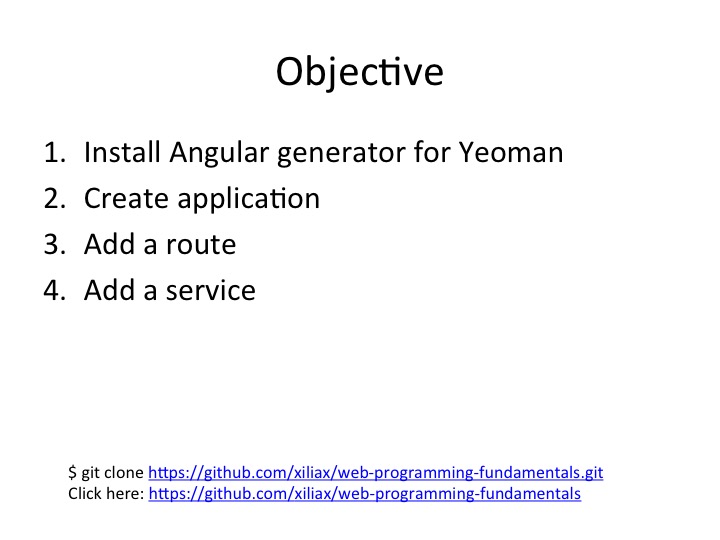 Objective
1. Install Angular generator for Yeoman
2. Create application
3. Add a route
4. Add a service
$ git clone https://github.com/xiliax/web-programming-fundamentals.git
Click here: https://github.com/xiliax/web-programming-fundamentals